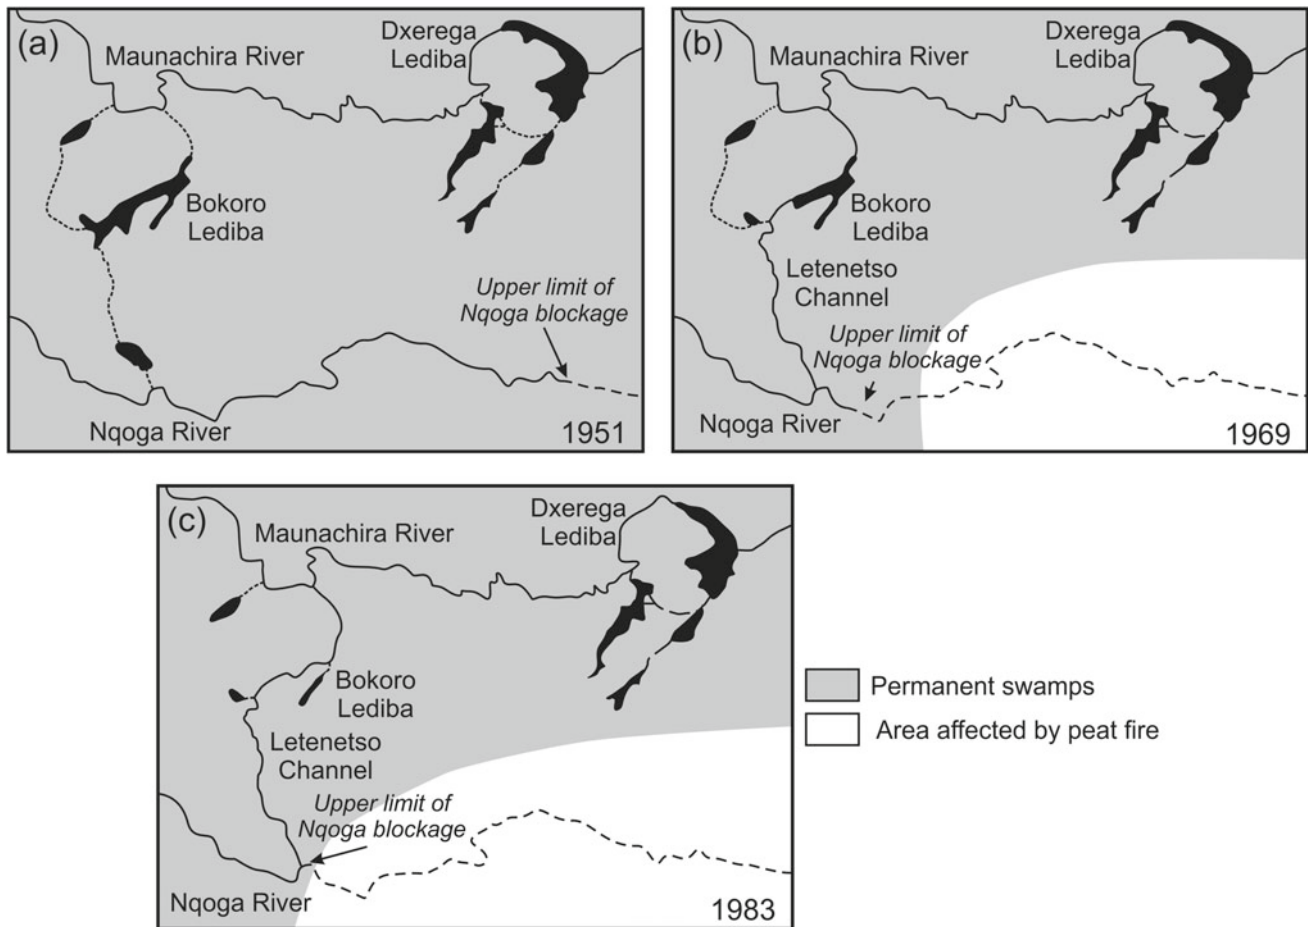 (a)
Maunachira River
Dxerega
Lediba
Bokoro
Lediba
Upper limit of
Nqoga blockage
Nqoga River
1951
(b)
Maunachira River
Dxerega
Lediba
Bokoro
Lediba
Letenetso
Channel
Upper limit of
Nqoga blockage
Nqoga River
1969
(c)
Maunachira River
Dxerega
Lediba
Bokoro
Lediba
Letenetso
Channel
Upper limit of
Nqoga blockage
Nqoga River
1983
Permanent swamps
Area affected by peat fire